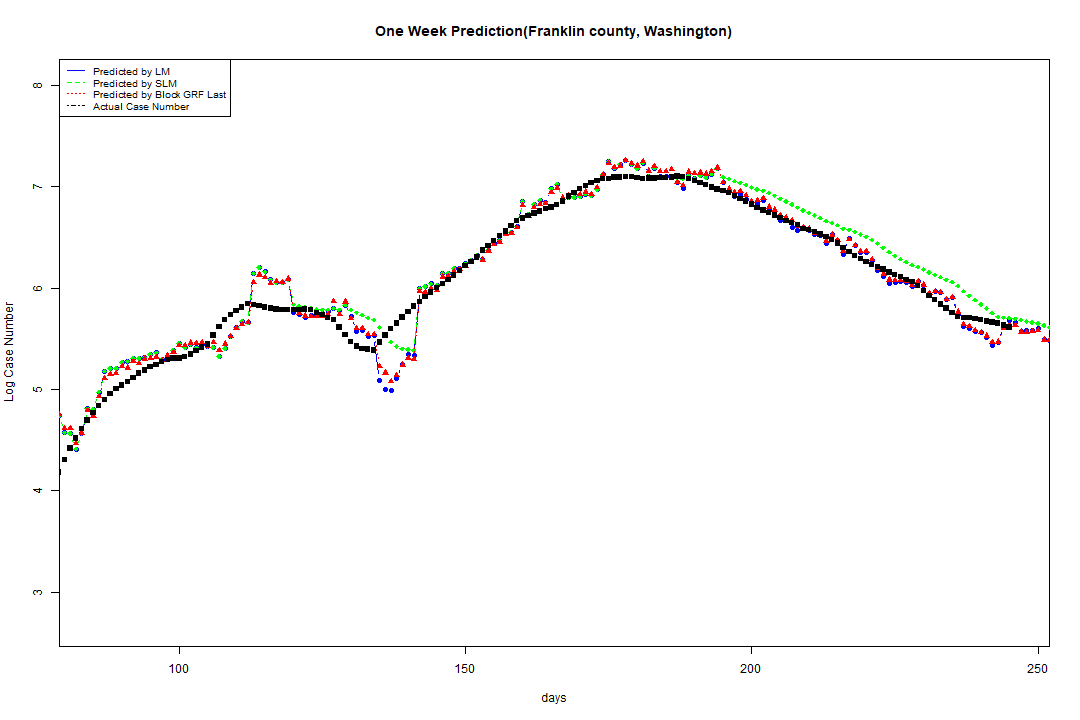 One Week Prediction(Franklin county, Washington)
Predicted by LM
Predicted by SLM
Predicted by Block GRF Last
Actual Case Number
8
7
6
5
4
3
Log Case Number
100
150
200
250
days